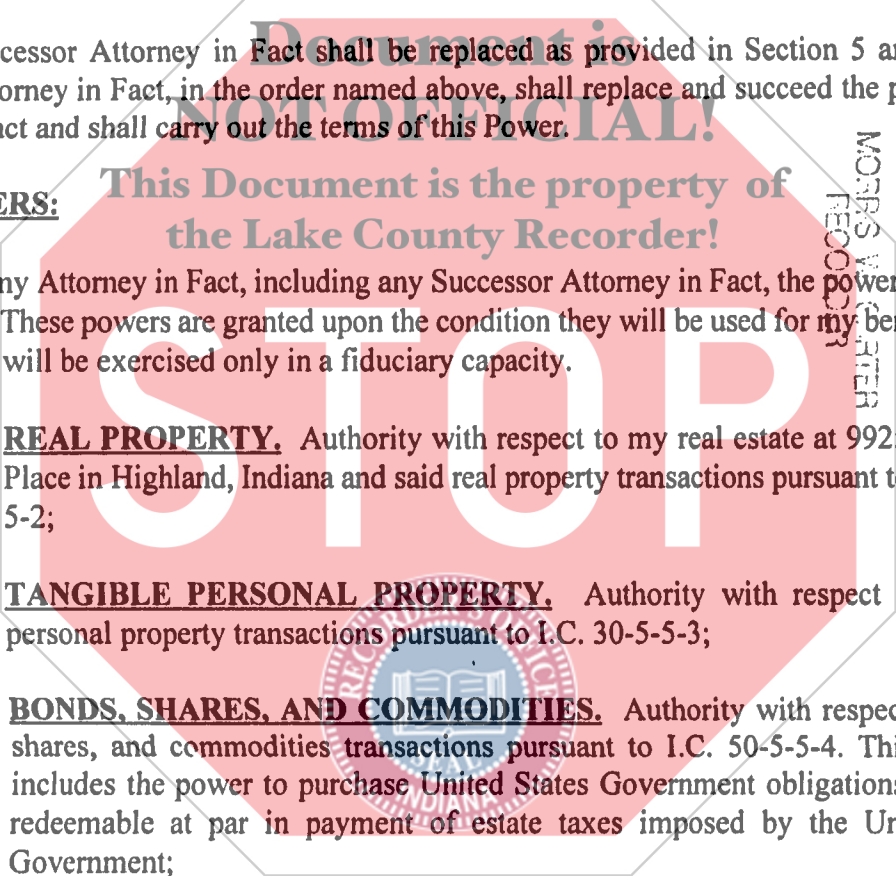 Document is
NOT OFFICIAL!
This Document is the property of
the Lake County Recorder!
STOP
cessor Attorney in Fact shall be replaced as provided in Section 5 a
orney in Fact, in the order named above, shall replace and succeed the p
act and shall carry out the terms of this Power.
ERS:
ny Attorney in Fact, including any Successor Attorney in Fact, the power
These powers are granted upon the condition they will be used for my be
will be exercised only in a fiduciary capacity.
REAL PROPERTY. Authority with respect to my real estate at 992
Place in Highland, Indiana and said real property transactions pursuant t
5-2;
TANGIBLE PERSONAL PROPERTY. Authority with respect
personal property transactions pursuant to I.C. 30-5-5-3;
BONDS, SHARES, AND COMMODITIES. Authority with respec
shares, and commodities transactions pursuant to I.C. 50-5-5-4. Thi
includes the power to purchase United States Government obligations
redeemable at par in payment of estate taxes imposed by the Un
Government;
RECORDER'S OFFICE
SEAL
INDIANA
RECORDER